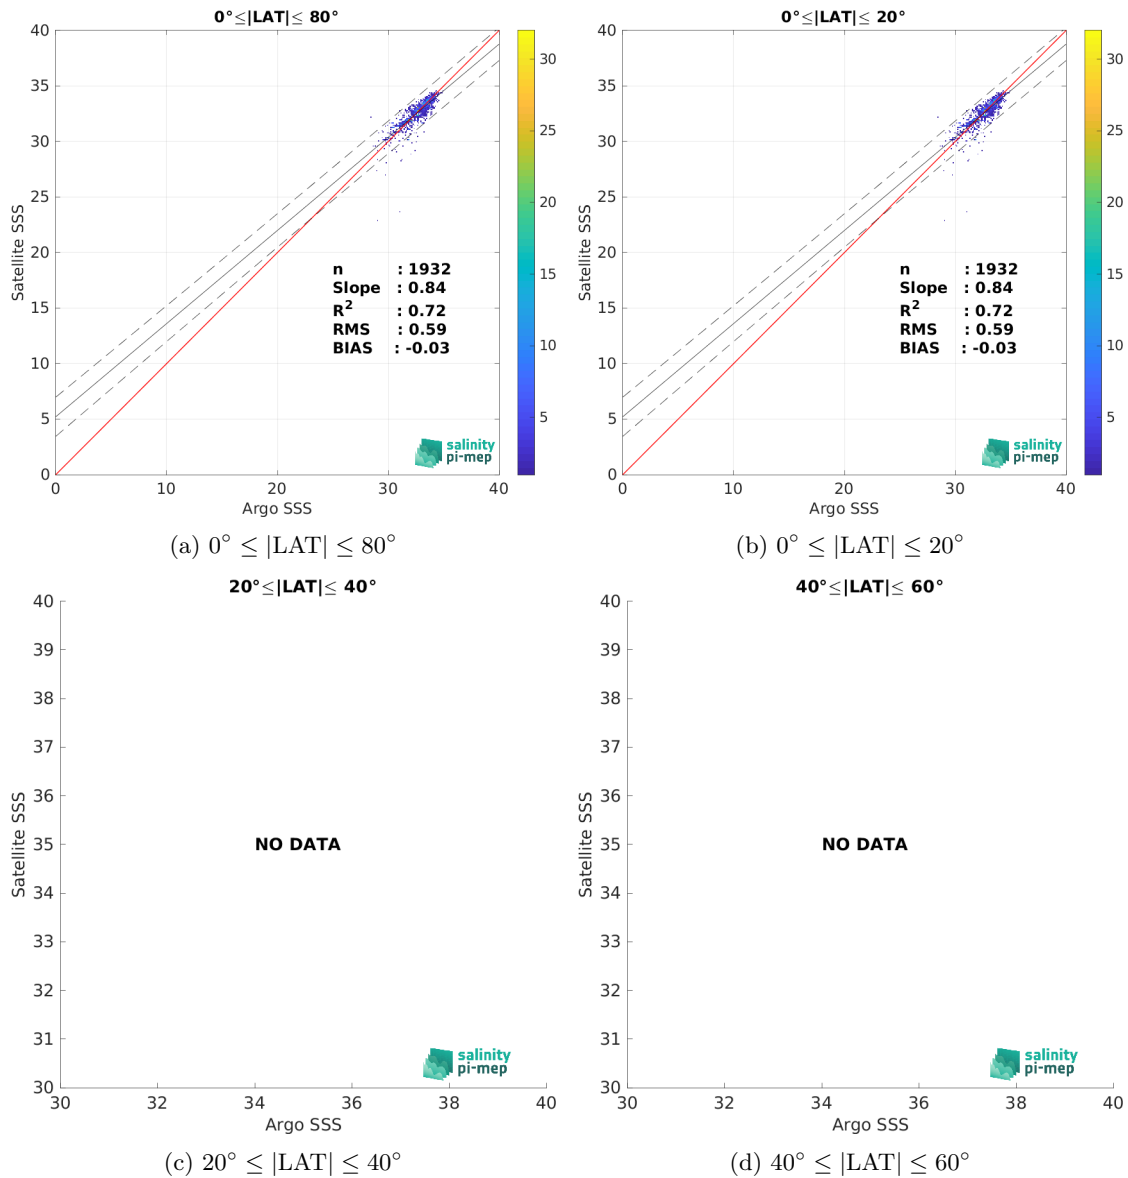 0°≤|LAT|≤ 80°
40
35
30
25
20
15
10
5
0
0
10
20
30
40
Satellite SSS
Argo SSS
30
25
20
15
10
5
n : 1932
Slope : 0.84
R² : 0.72
RMS : 0.59
BIAS : -0.03
salinity
pi-mep
(a) 0° ≤ |LAT| ≤ 80°
0°≤|LAT|≤ 20°
40
35
30
25
20
15
10
5
0
0
10
20
30
40
Satellite SSS
Argo SSS
30
25
20
15
10
5
n : 1932
Slope : 0.84
R² : 0.72
RMS : 0.59
BIAS : -0.03
salinity
pi-mep
(b) 0° ≤ |LAT| ≤ 20°
20°≤|LAT|≤ 40°
40
39
38
37
36
35
34
33
32
31
30
30
32
34
36
38
40
Satellite SSS
Argo SSS
NO DATA
salinity
pi-mep
(c) 20° ≤ |LAT| ≤ 40°
40°≤|LAT|≤ 60°
40
39
38
37
36
35
34
33
32
31
30
30
32
34
36
38
40
Satellite SSS
Argo SSS
NO DATA
salinity
pi-mep
(d) 40° ≤ |LAT| ≤ 60°